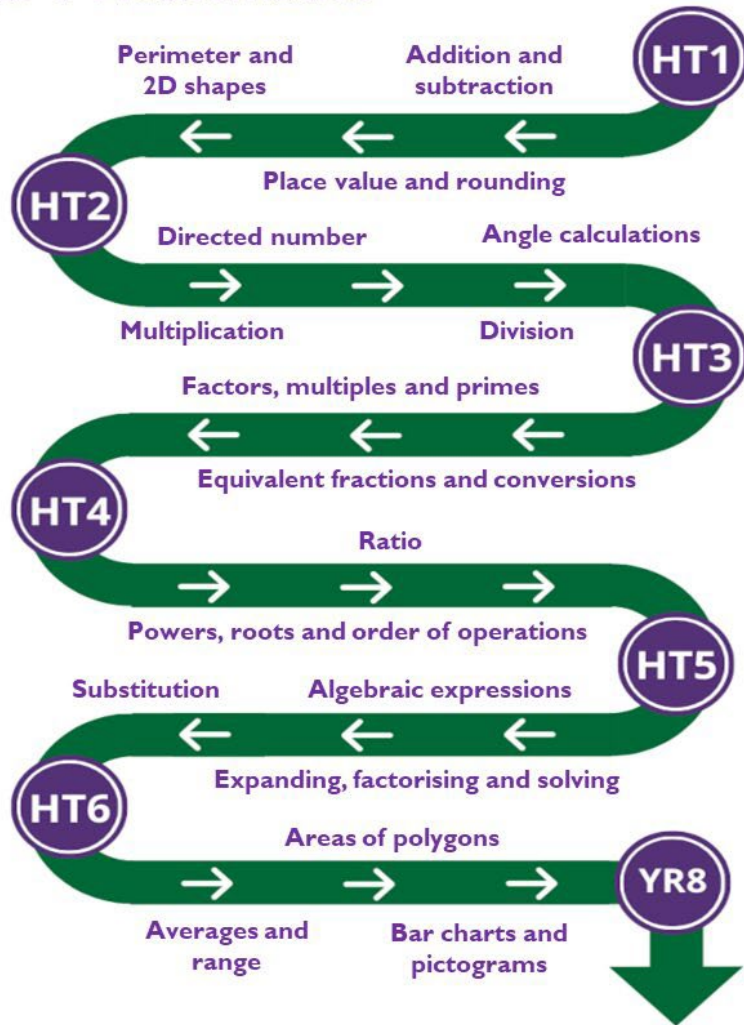 HT1
Perimeter and
2D shapes
Addition and
subtraction
Place value and rounding
HT2
Directed number
Angle calculations
Multiplication
Division
HT3
Factors, multiples and primes
Equivalent fractions and conversions
HT4
Ratio
Powers, roots and order of operations
HT5
Substitution
Algebraic expressions
Expanding, factorising and solving
HT6
Areas of polygons
Averages and
range
Bar charts and
pictograms
YR8